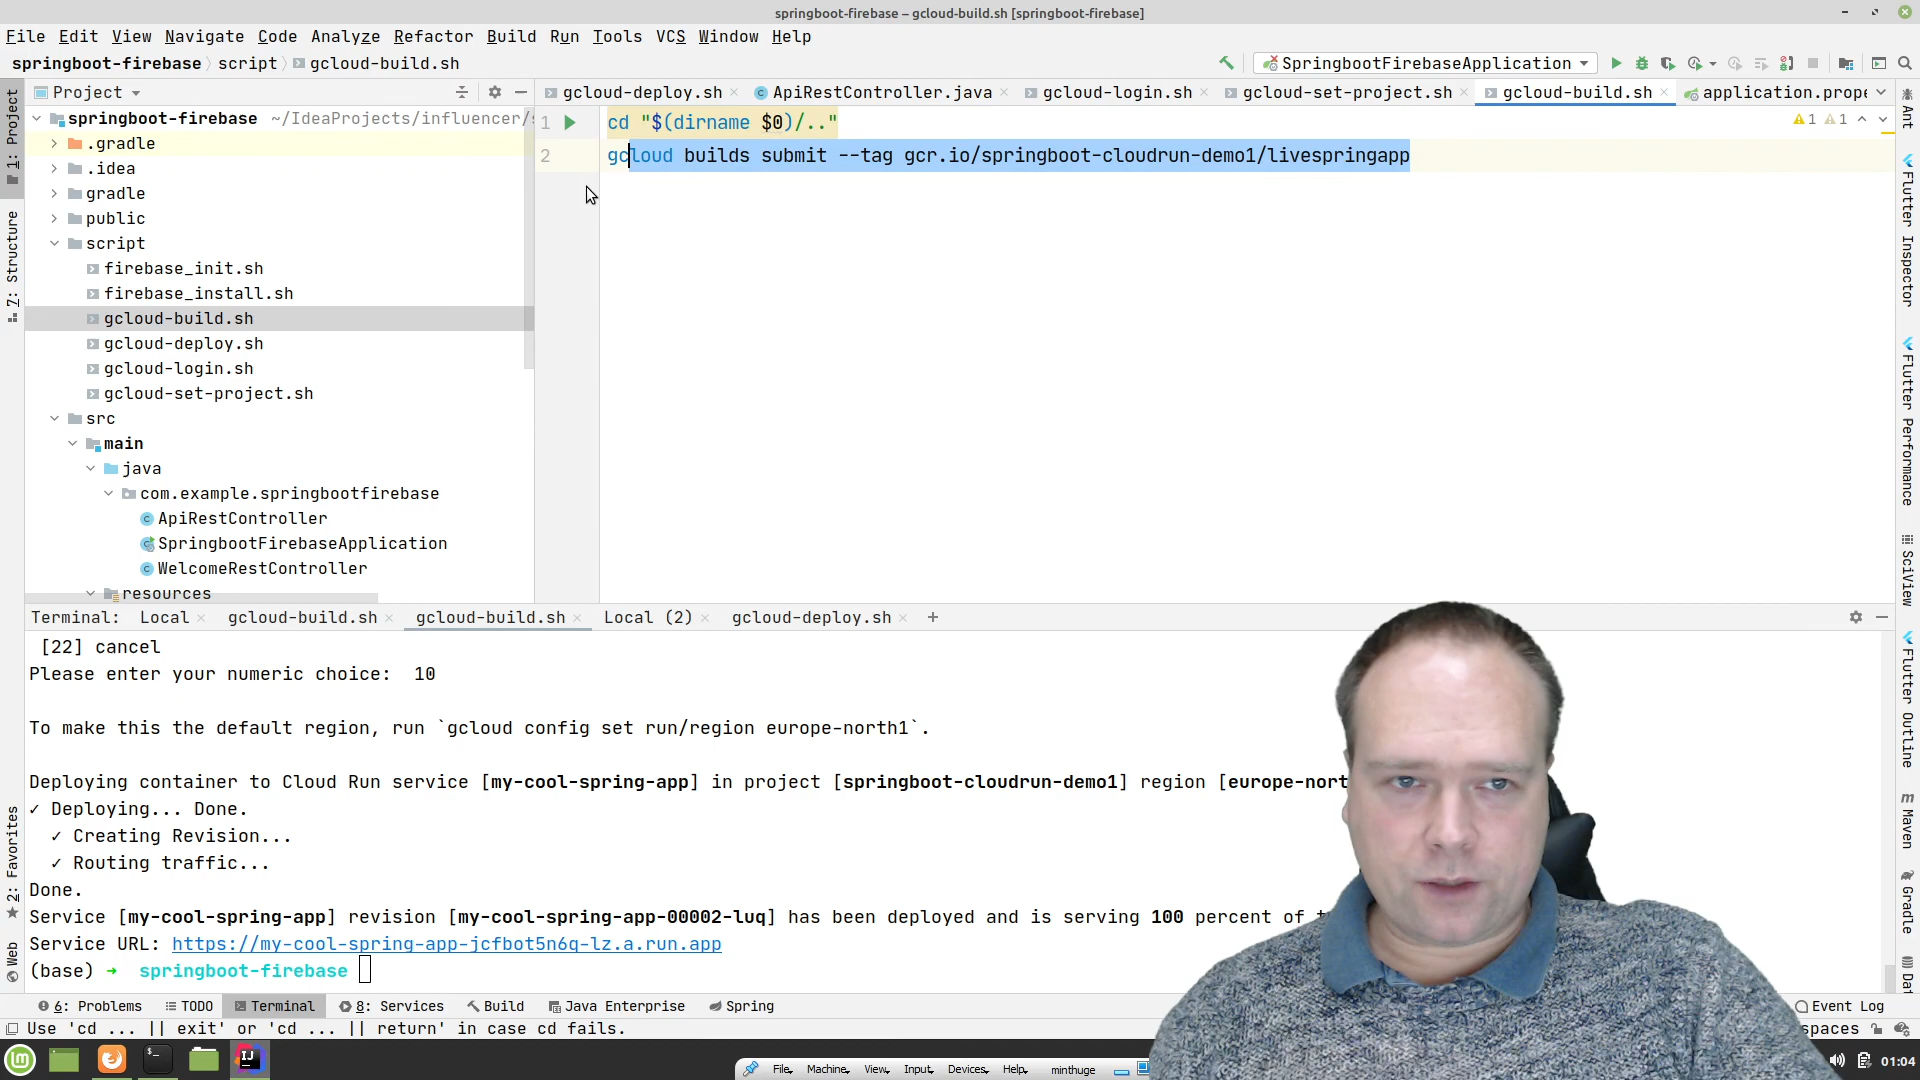 springboot-firebase – gcloud-build.sh [springboot-firebase]
File Edit View Navigate Code Analyze Refactor Build Run Tools VCS Window Help
springboot-firebase script gcloud-build.sh
SpringbootFirebaseApplication
Project
gcloud-deploy.sh ApiRestController.java gcloud-login.sh gcloud-set-project.sh gcloud-build.sh application.prope
springboot-firebase ~/IdeaProjects/influencer/s
.gradle
.idea
gradle
public
script
firebase_init.sh
firebase_install.sh
gcloud-build.sh
gcloud-deploy.sh
gcloud-login.sh
gcloud-set-project.sh
src
main
java
com.example.springbootfirebase
ApiRestController
SpringbootFirebaseApplication
WelcomeRestController
resources
1 cd "$(dirname $0)/.."
2 gcloud builds submit --tag gcr.io/springboot-cloudrun-demo1/livespringapp
1 1
1: Project
7: Structure
2: Favorites
Web
Ant
Flutter Inspector
Flutter Performance
SciView
Flutter Outline
Maven
Gradle
Terminal: Local gcloud-build.sh gcloud-build.sh Local (2) gcloud-deploy.sh +
[22] cancel
Please enter your numeric choice:  10
To make this the default region, run `gcloud config set run/region europe-north1`.
Deploying container to Cloud Run service [my-cool-spring-app] in project [springboot-cloudrun-demo1] region [europe-nort
✓ Deploying... Done.
✓ Creating Revision...
✓ Routing traffic...
Done.
Service [my-cool-spring-app] revision [my-cool-spring-app-00002-luq] has been deployed and is serving 100 percent of t
Service URL: https://my-cool-spring-app-jcfbot5n6q-lz.a.run.app
(base) → springboot-firebase
6: Problems TODO Terminal 8: Services Build Java Enterprise Spring Event Log
Use 'cd ... || exit' or 'cd ... || return' in case cd fails.
spaces
File Machine View Input Devices Help minthuge
01:04